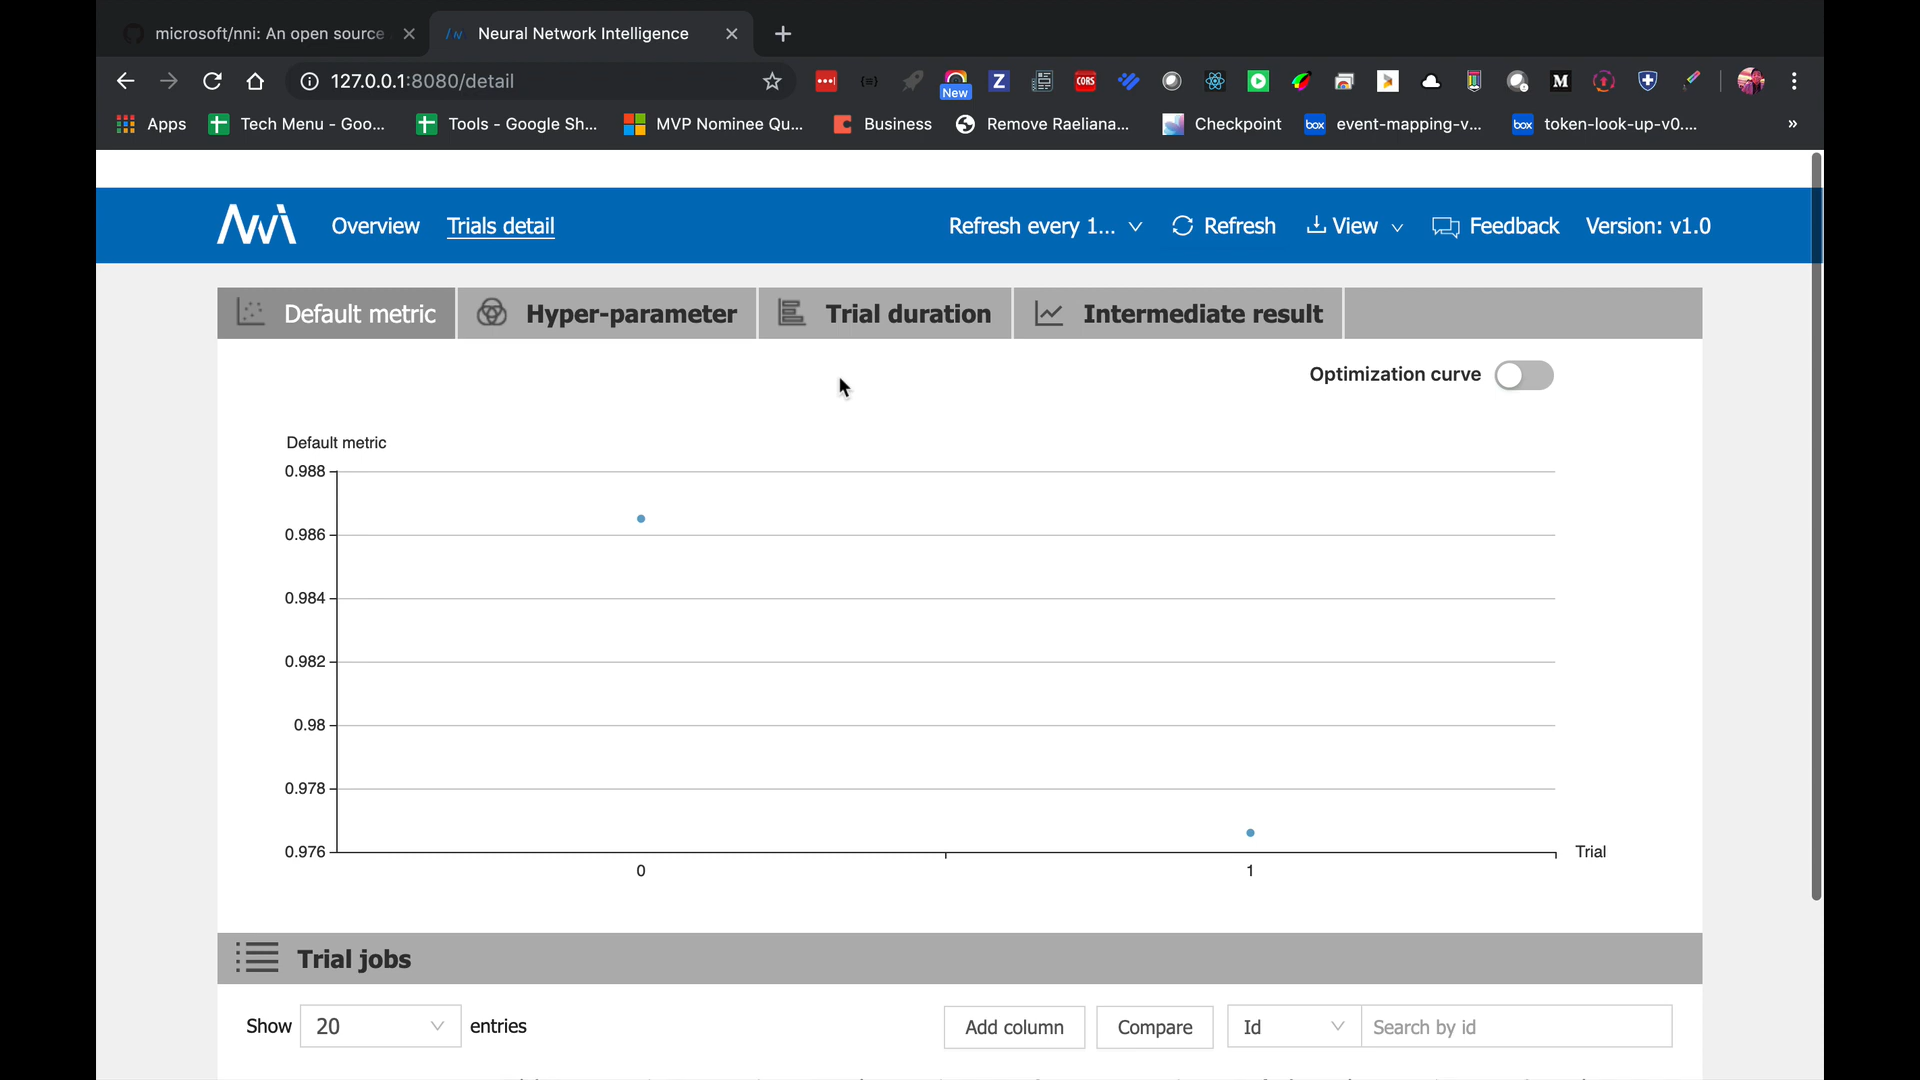 microsoft/nni: An open source
Neural Network Intelligence
127.0.0.1:8080/detail
New
Z
CORS
M
Apps
Tech Menu - Goo...
Tools - Google Sh...
MVP Nominee Qu...
Business
Remove Raeliana...
Checkpoint
box
event-mapping-v...
box
token-look-up-v0....
»
Overview
Trials detail
Refresh every 1...
Refresh
View
Feedback
Version: v1.0
Default metric
Hyper-parameter
Trial duration
Intermediate result
Optimization curve
Default metric
0.988
0.986
0.984
0.982
0.98
0.978
0.976
0
1
Trial
Trial jobs
Show
20
entries
Add column
Compare
Id
Search by id